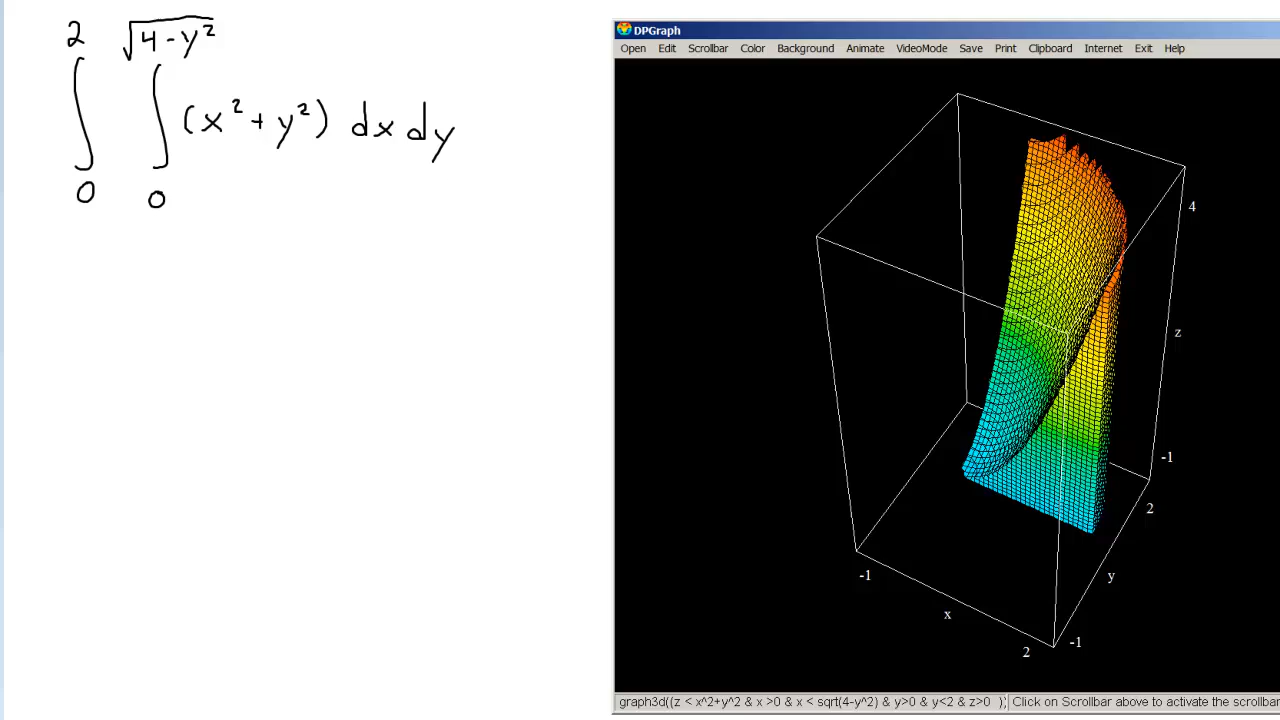 ∫₀² ∫₀^√(4-y²) (x² + y²) dx dy
DPGraph
Open Edit Scrollbar Color Background Animate VideoMode Save Print Clipboard Internet Exit Help
4
z
-1
2
y
-1
x
2
-1
graph3d((z < x^2+y^2 & x >0 & x < sqrt(4-y^2) & y>0 & y<2 & z>0 )) Click on Scrollbar above to activate the scrollbar